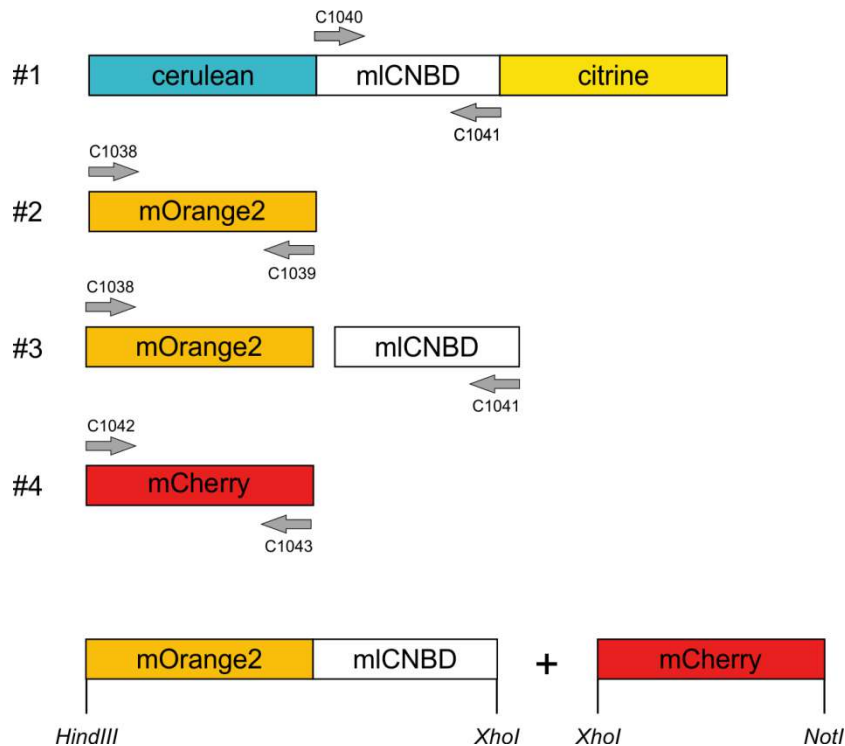 C1040
#1 cerulean mlCNBD citrine
C1041
C1038
#2 mOrange2
C1039
C1038
#3 mOrange2 mlCNBD
C1041
C1042
#4 mCherry
C1043
mOrange2 mlCNBD + mCherry
HindIII XhoI XhoI NotI